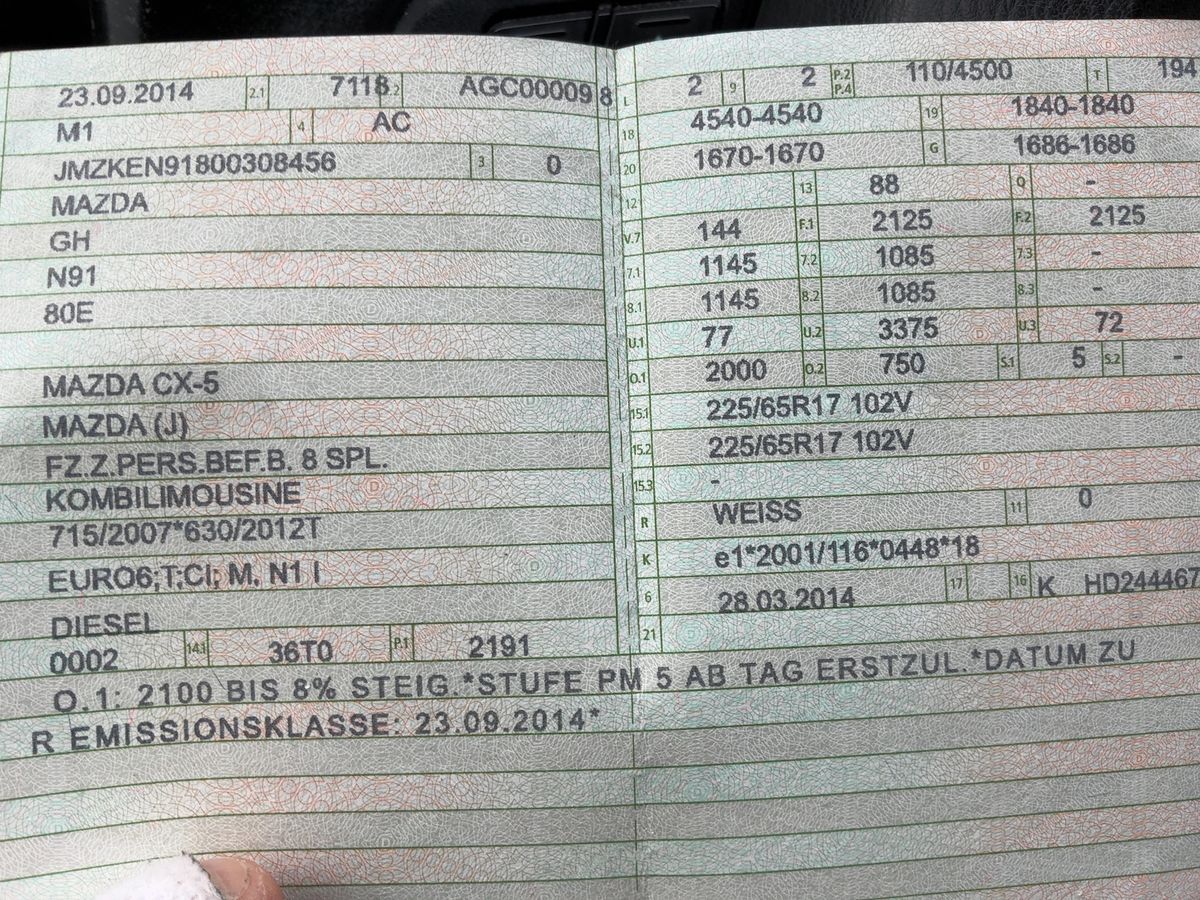 23.09.2014 2.1 7118 2.2 AGC00009 8
M1 4 AC
JMZKEN91800308456 3 0
MAZDA
GH
N91
80E
MAZDA CX-5
MAZDA (J)
FZ.Z.PERS.BEF.B. 8 SPL.
KOMBILIMOUSINE
715/2007*630/2012T
EURO6;T;CI; M, N1 I
DIESEL
0002 14.1 36T0 P.1 2191
L 2 9 2 P.2 P.4 110/4500 T 194
18 4540-4540 19 1840-1840
20 1670-1670 G 1686-1686
12 13 88 Q -
V.7 144 F.1 2125 F.2 2125
7.1 1145 7.2 1085 7.3 -
8.1 1145 8.2 1085 8.3 -
U.1 77 U.2 3375 U.3 72
O.1 2000 O.2 750 S.1 5 S.2 -
15.1 225/65R17 102V
15.2 225/65R17 102V
15.3 -
R WEISS 11 0
K e1*2001/116*0448*18
6 28.03.2014 17 16 K HD244467
21
O.1: 2100 BIS 8% STEIG.*STUFE PM 5 AB TAG ERSTZUL.*DATUM ZU
R EMISSIONSKLASSE: 23.09.2014*